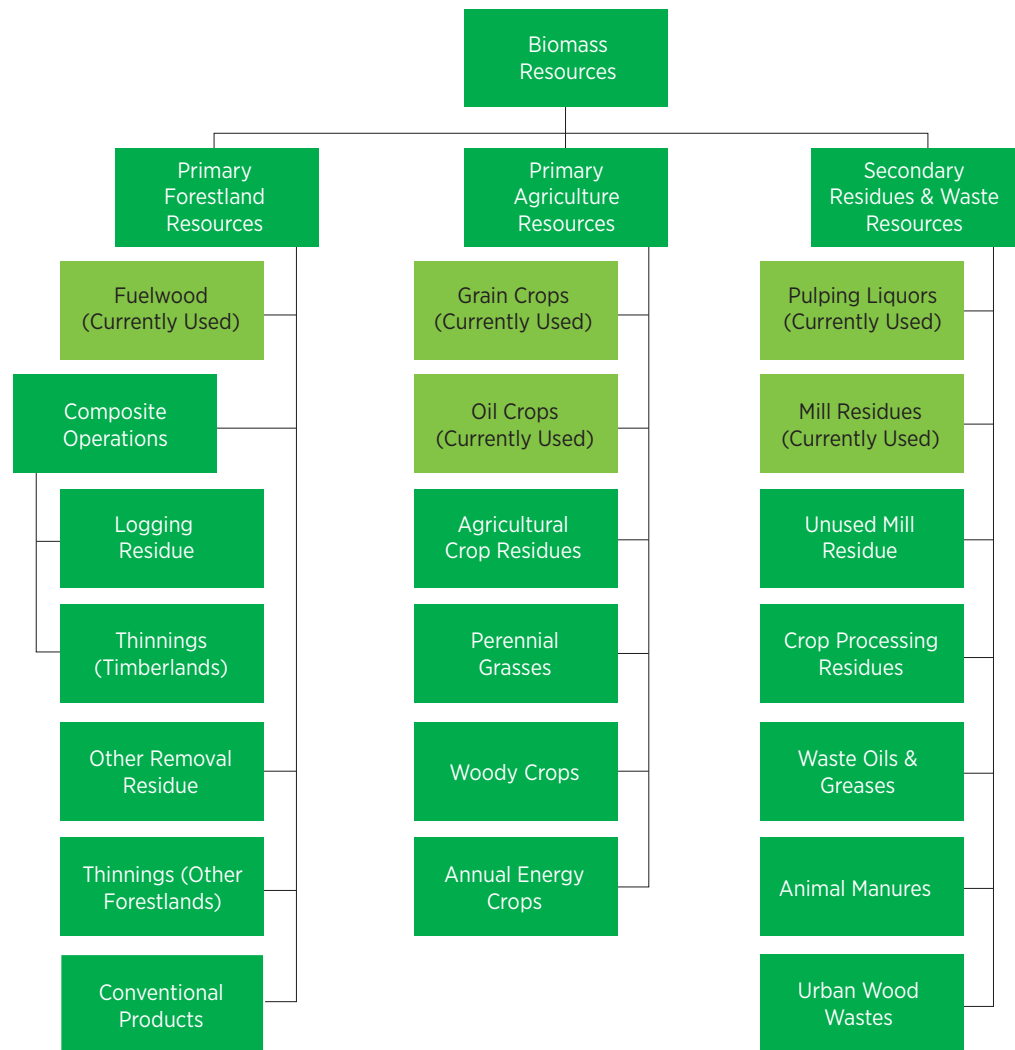 Biomass
Resources
Primary
Forestland
Resources
Primary
Agriculture
Resources
Secondary
Residues & Waste
Resources
Fuelwood
(Currently Used)
Grain Crops
(Currently Used)
Pulping Liquors
(Currently Used)
Composite
Operations
Oil Crops
(Currently Used)
Mill Residues
(Currently Used)
Logging
Residue
Agricultural
Crop Residues
Unused Mill
Residue
Thinnings
(Timberlands)
Perennial
Grasses
Crop Processing
Residues
Other Removal
Residue
Woody Crops
Waste Oils &
Greases
Thinnings (Other
Forestlands)
Annual Energy
Crops
Animal Manures
Conventional
Products
Urban Wood
Wastes